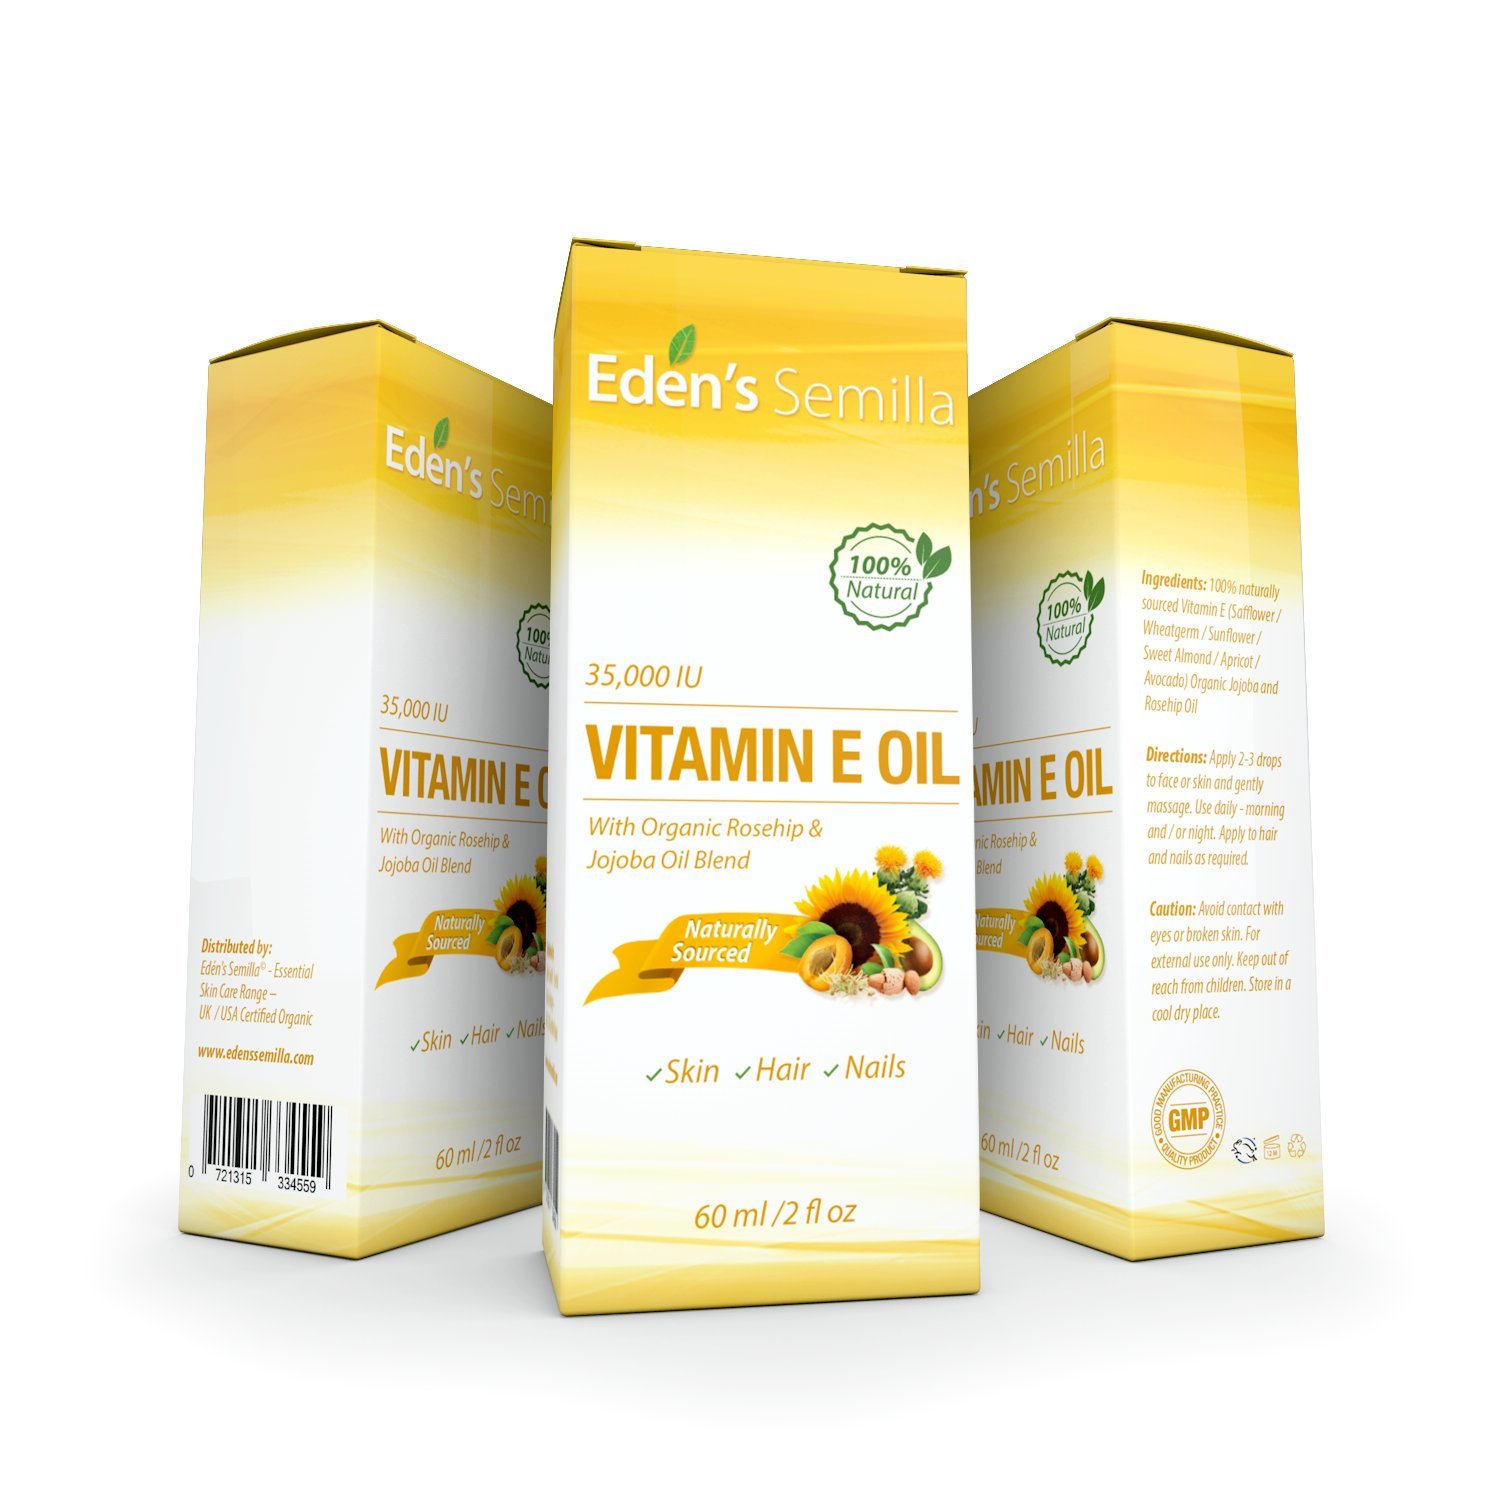 Distributed by:
Edén's Semilla© - Essential
Skin Care Range –
UK / USA Certified Organic
www.edenssemilla.com
0 721315 334559
Edén's Semi
100%
Natu
35,000 IU
VITAMIN E O
With Organic Rosehip &
Jojoba Oil Blend
Naturally
Sourced
✓Skin ✓Hair ✓Nails
60 ml /2 fl oz
Edén's Semilla
100%
Natural
35,000 IU
VITAMIN E OIL
With Organic Rosehip &
Jojoba Oil Blend
Naturally
Sourced
✓Skin ✓Hair ✓Nails
60 ml /2 fl oz
n's Semilla
100%
Natural
U
AMIN E OIL
nic Rosehip &
Blend
Naturally
ourced
kin ✓Hair ✓Nails
60 ml /2 fl oz
Ingredients: 100% naturally
sourced Vitamin E (Safflower /
Wheatgerm / Sunflower /
Sweet Almond / Apricot /
Avocado) Organic Jojoba and
Rosehip Oil
Directions: Apply 2-3 drops
to face or skin and gently
massage. Use daily - morning
and / or night. Apply to hair
and nails as required.
Caution: Avoid contact with
eyes or broken skin. For
external use only. Keep out of
reach from children. Store in a
cool dry place.
GOOD MANUFACTURING PRACTICE
GMP
QUALITY PRODUCT
12 M